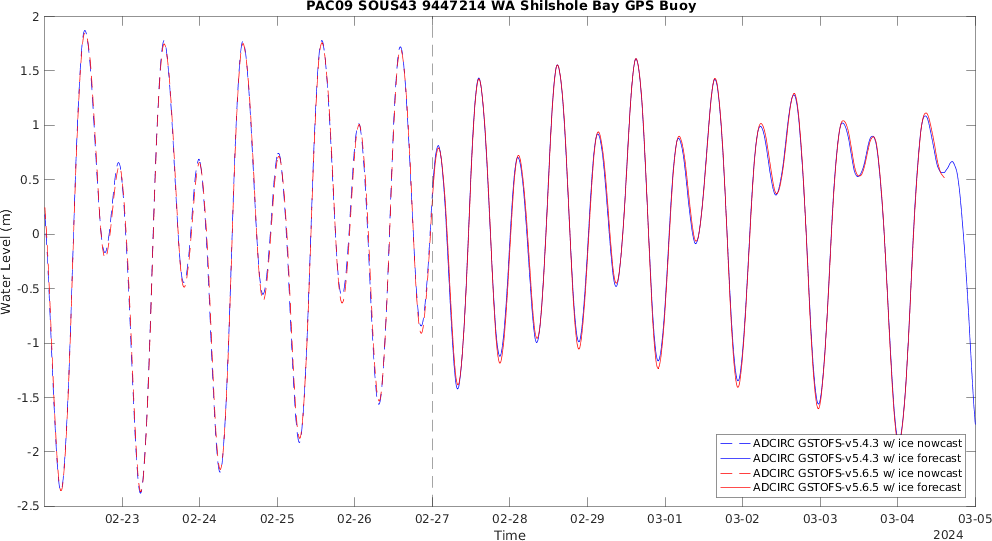 PAC09 SOUS43 9447214 WA Shilshole Bay GPS Buoy
2
1.5
1
0.5
0
-0.5
-1
-1.5
-2
-2.5
Water Level (m)
02-23 02-24 02-25 02-26 02-27 02-28 02-29 03-01 03-02 03-03 03-04 03-05
Time
2024
ADCIRC GSTOFS-v5.4.3 w/ ice nowcast
ADCIRC GSTOFS-v5.4.3 w/ ice forecast
ADCIRC GSTOFS-v5.6.5 w/ ice nowcast
ADCIRC GSTOFS-v5.6.5 w/ ice forecast